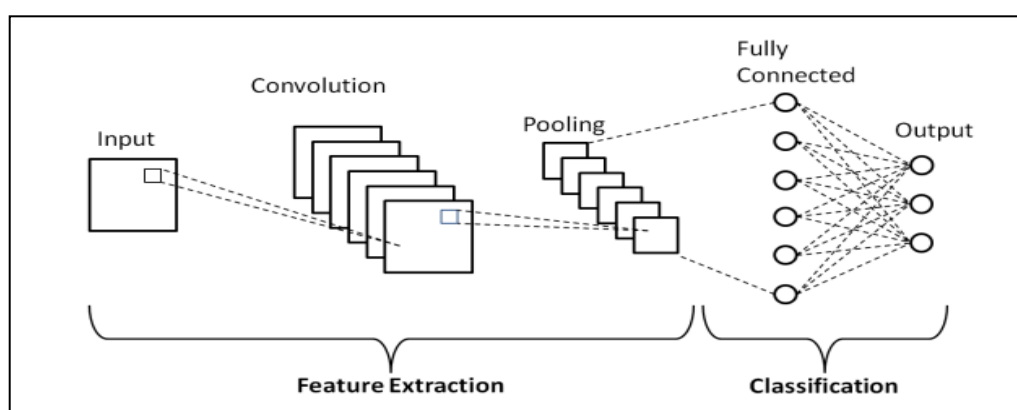 Input
Convolution
Pooling
Fully
Connected
Output
Feature Extraction
Classification